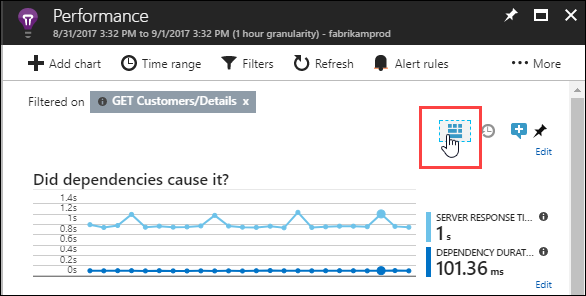 Performance
8/31/2017 3:32 PM to 9/1/2017 3:32 PM (1 hour granularity) - fabrikamprod
Add chart Time range Filters Refresh Alert rules More
Filtered on GET Customers/Details x
Edit
Did dependencies cause it?
1.4s
1.2s
1s
0.8s
0.6s
0.4s
0.2s
0s
SERVER RESPONSE TI...
1 s
DEPENDENCY DURAT...
101.36 ms
Edit